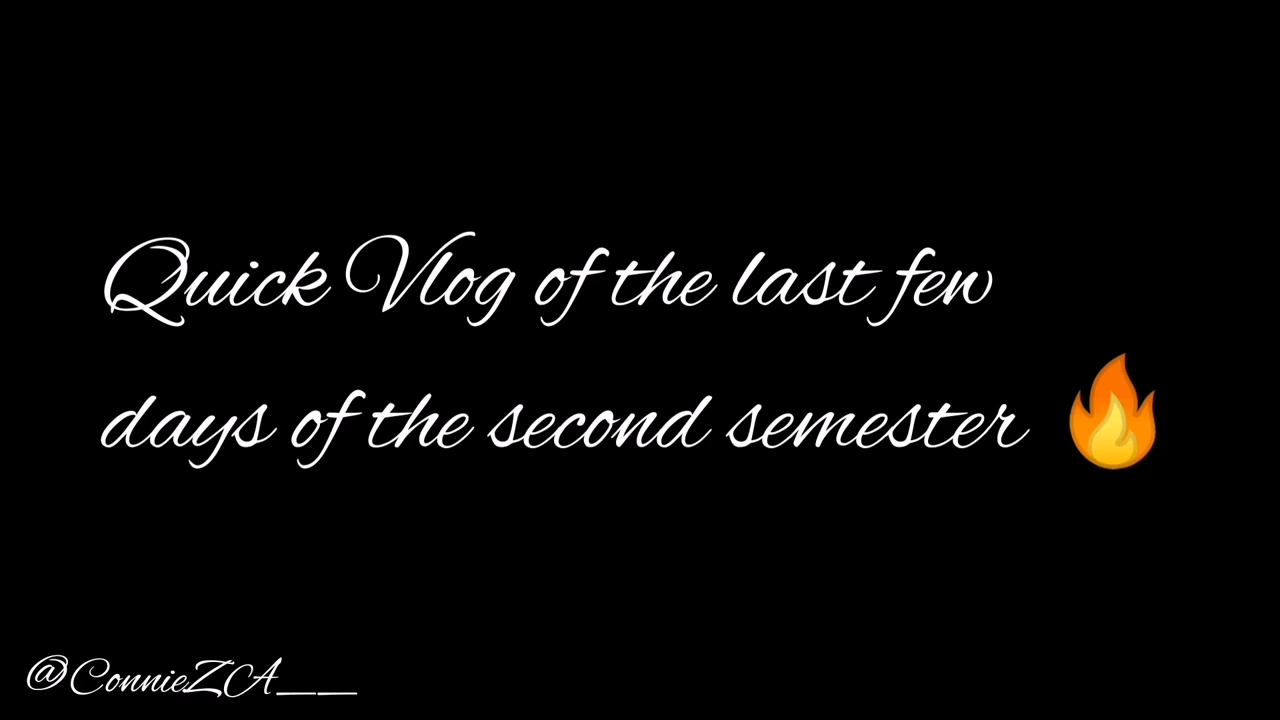 Quick Vlog of the last few
days of the second semester 🔥
@ConnieZA__